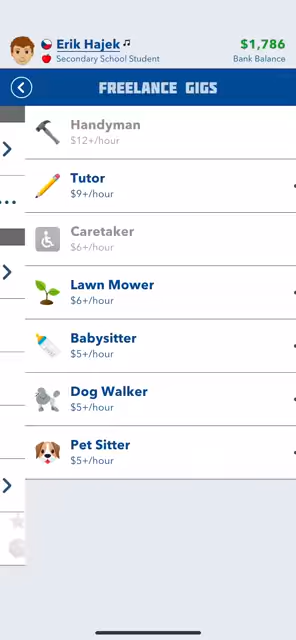 Erik Hajek
$1,786
Secondary School Student
Bank Balance
FREELANCE GIGS
Handyman
$12+/hour
Tutor
$9+/hour
Caretaker
$6+/hour
Lawn Mower
$6+/hour
Babysitter
$5+/hour
Dog Walker
$5+/hour
Pet Sitter
$5+/hour